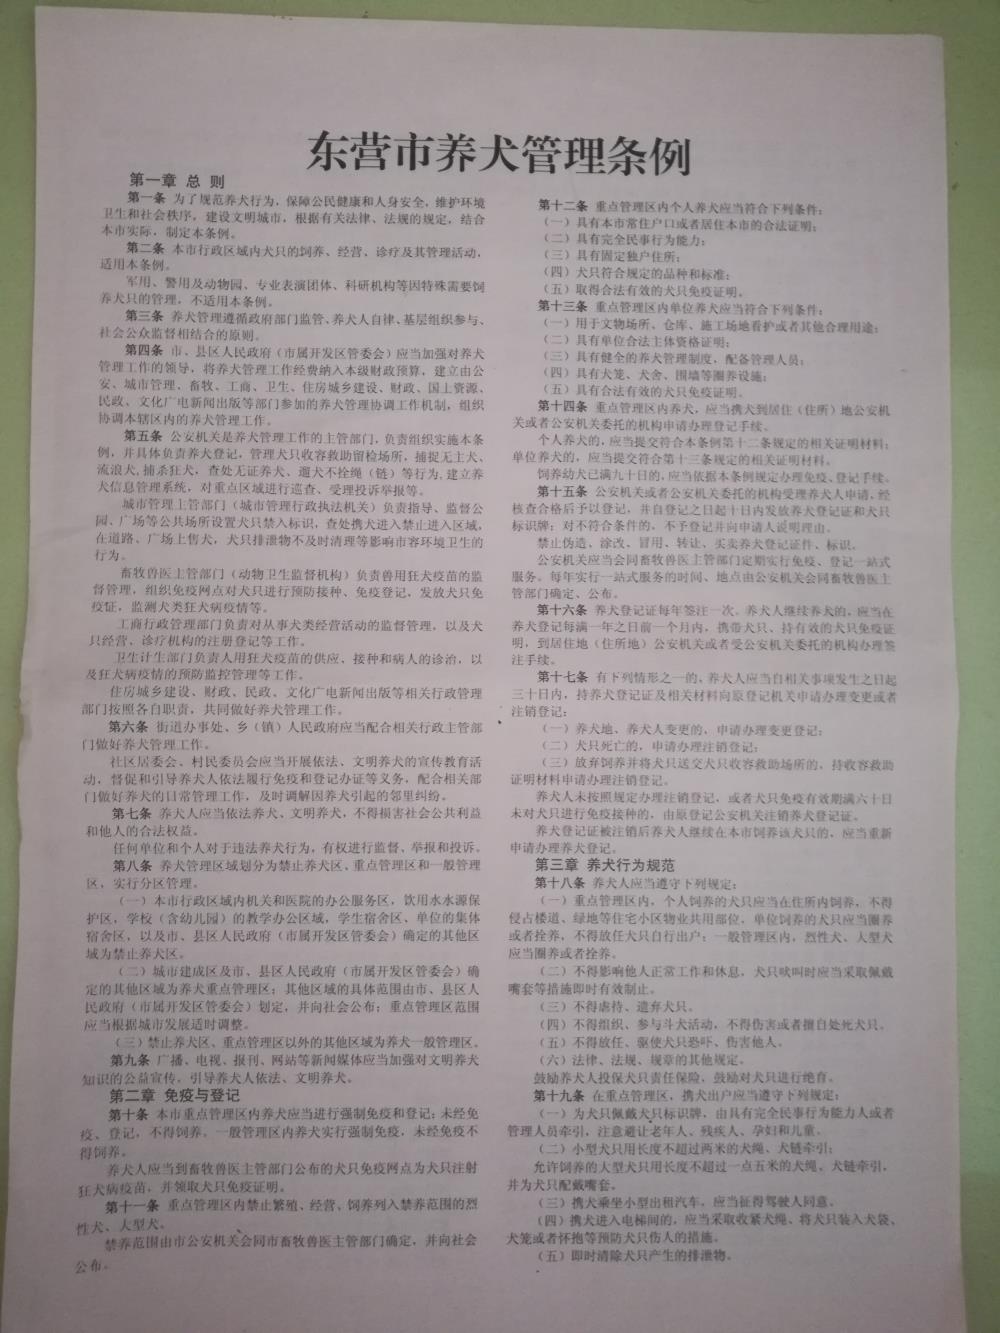 东营市养犬管理条例
第一章 总 则
第一条 为了规范养犬行为，保障公民健康和人身安全，维护环境
卫生和社会秩序，建设文明城市，根据有关法律、法规的规定，结合
本市实际，制定本条例。
第二条 本市行政区域内犬只的饲养、经营、诊疗及其管理活动，
适用本条例。
军用、警用及动物园、专业表演团体、科研机构等因特殊需要饲
养犬只的管理，不适用本条例。
第三条 养犬管理遵循政府部门监管、养犬人自律、基层组织参与、
社会公众监督相结合的原则。
第四条 市、县区人民政府（市属开发区管委会）应当加强对养犬
管理工作的领导，将养犬管理工作经费纳入本级财政预算，建立由公
安、城市管理、畜牧、工商、卫生、住房城乡建设、财政、国土资源、
民政、文化广电新闻出版等部门参加的养犬管理协调工作机制，组织
协调本辖区内的养犬管理工作。
第五条 公安机关是养犬管理工作的主管部门，负责组织实施本条
例，并具体负责养犬登记，管理犬只收容救助留检场所，捕捉无主犬、
流浪犬，捕杀狂犬，查处无证养犬、遛犬不拴绳（链）等行为，建立养
犬信息管理系统，对重点区域进行巡查、受理投诉举报等。
城市管理主管部门（城市管理行政执法机关）负责指导、监督公
园、广场等公共场所设置犬只禁入标识，查处携犬进入禁止进入区域，
在道路、广场上售犬，犬只排泄物不及时清理等影响市容环境卫生的
行为。
畜牧兽医主管部门（动物卫生监督机构）负责兽用狂犬疫苗的监
督管理，组织免疫网点对犬只进行预防接种、免疫登记，发放犬只免
疫证，监测犬类狂犬病疫情等。
工商行政管理部门负责对从事犬类经营活动的监督管理，以及犬
只经营、诊疗机构的注册登记等工作。
卫生计生部门负责人用狂犬疫苗的供应、接种和病人的诊治，以
及狂犬病疫情的预防监控管理等工作。
住房城乡建设、财政、民政、文化广电新闻出版等相关行政管理
部门按照各自职责，共同做好养犬管理工作。
第六条 街道办事处、乡（镇）人民政府应当配合相关行政主管部
门做好养犬管理工作。
社区居委会、村民委员会应当开展依法、文明养犬的宣传教育活
动，督促和引导养犬人依法履行免疫和登记办证等义务，配合相关部
门做好养犬的日常管理工作，及时调解因养犬引起的邻里纠纷。
第七条 养犬人应当依法养犬、文明养犬，不得损害社会公共利益
和他人的合法权益。
任何单位和个人对于违法养犬行为，有权进行监督、举报和投诉。
第八条 养犬管理区域划分为禁止养犬区、重点管理区和一般管理
区，实行分区管理。
（一）本市行政区域内机关和医院的办公服务区，饮用水水源保
护区，学校（含幼儿园）的教学办公区域，学生宿舍区、单位的集体
宿舍区，以及市、县区人民政府（市属开发区管委会）确定的其他区
域为禁止养犬区。
（二）城市建成区及市、县区人民政府（市属开发区管委会）确
定的其他区域为养犬重点管理区；其他区域的具体范围由市、县区人
民政府（市属开发区管委会）划定，并向社会公布；重点管理区范围
应当根据城市发展适时调整。
（三）禁止养犬区、重点管理区以外的其他区域为养犬一般管理区。
第九条 广播、电视、报刊、网站等新闻媒体应当加强对文明养犬
知识的公益宣传，引导养犬人依法、文明养犬。
第二章 免疫与登记
第十条 本市重点管理区内养犬应当进行强制免疫和登记；未经免
疫、登记，不得饲养。一般管理区内养犬实行强制免疫，未经免疫不
得饲养。
养犬人应当到畜牧兽医主管部门公布的犬只免疫网点为犬只注射
狂犬病疫苗，并领取犬只免疫证明。
第十一条 重点管理区内禁止繁殖、经营、饲养列入禁养范围的烈
性犬、大型犬。
禁养范围由市公安机关会同市畜牧兽医主管部门确定，并向社会
公布。
第十二条 重点管理区内个人养犬应当符合下列条件：
（一）具有本市常住户口或者居住本市的合法证明；
（二）具有完全民事行为能力；
（三）具有固定独户住所；
（四）犬只符合规定的品种和标准；
（五）取得合法有效的犬只免疫证明。
第十三条 重点管理区内单位养犬应当符合下列条件：
（一）用于文物场所、仓库、施工场地看护或者其他合理用途；
（二）具有单位合法主体资格证明；
（三）具有健全的养犬管理制度，配备管理人员；
（四）具有犬笼、犬舍、围墙等圈养设施；
（五）具有合法有效的犬只免疫证明。
第十四条 重点管理区内养犬，应当携犬到居住（住所）地公安机
关或者公安机关委托的机构申请办理登记手续。
个人养犬的，应当提交符合本条例第十二条规定的相关证明材料；
单位养犬的，应当提交符合第十三条规定的相关证明材料。
饲养幼犬已满九十日的，应当依据本条例规定办理免疫、登记手续。
第十五条 公安机关或者公安机关委托的机构受理养犬人申请，经
核查合格后予以登记，并自登记之日起十日内发放养犬登记证和犬只
标识牌；对不符合条件的，不予登记并向申请人说明理由。
禁止伪造、涂改、冒用、转让、买卖养犬登记证件、标识。
公安机关应当会同畜牧兽医主管部门定期实行免疫、登记一站式
服务。每年实行一站式服务的时间、地点由公安机关会同畜牧兽医主
管部门确定、公布。
第十六条 养犬登记证每年签注一次。养犬人继续养犬的，应当在
养犬登记每满一年之日前一个月内，携带犬只、持有效的犬只免疫证
明，到居住地（住所地）公安机关或者受公安机关委托的机构办理签
注手续。
第十七条 有下列情形之一的，养犬人应当自相关事项发生之日起
三十日内，持养犬登记证及相关材料向原登记机关申请办理变更或者
注销登记：
（一）养犬地、养犬人变更的，申请办理变更登记；
（二）犬只死亡的，申请办理注销登记；
（三）放弃饲养并将犬只送交犬只收容救助场所的，持收容救助
证明材料申请办理注销登记。
养犬人未按照规定办理注销登记，或者犬只免疫有效期满六十日
未对犬只进行免疫接种的，由原登记公安机关注销养犬登记证。
养犬登记证被注销后养犬人继续在本市饲养该犬只的，应当重新
申请办理养犬登记。
第三章 养犬行为规范
第十八条 养犬人应当遵守下列规定：
（一）重点管理区内，个人饲养的犬只应当在住所内饲养，不得
侵占楼道、绿地等住宅小区物业共用部位，单位饲养的犬只应当圈养
或者拴养，不得放任犬只自行出户；一般管理区内，烈性犬、大型犬
应当圈养或者拴养。
（二）不得影响他人正常工作和休息，犬只吠叫时应当采取佩戴
嘴套等措施即时有效制止。
（三）不得虐待、遗弃犬只。
（四）不得组织、参与斗犬活动，不得伤害或者擅自处死犬只。
（五）不得放任、驱使犬只恐吓、伤害他人。
（六）法律、法规、规章的其他规定。
鼓励养犬人投保犬只责任保险，鼓励对犬只进行绝育。
第十九条 在重点管理区，携犬出户应当遵守下列规定：
（一）为犬只佩戴犬只标识牌，由具有完全民事行为能力人或者
管理人员牵引，注意避让老年人、残疾人、孕妇和儿童。
（二）小型犬只用长度不超过两米的犬绳、犬链牵引；
允许饲养的大型犬只用长度不超过一点五米的犬绳、犬链牵引，
并为犬只配戴嘴套。
（三）携犬乘坐小型出租汽车，应当征得驾驶人同意。
（四）携犬进入电梯间的，应当采取收紧犬绳、将犬只装入犬袋、
犬笼或者怀抱等预防犬只伤人的措施。
（五）即时清除犬只产生的排泄物。